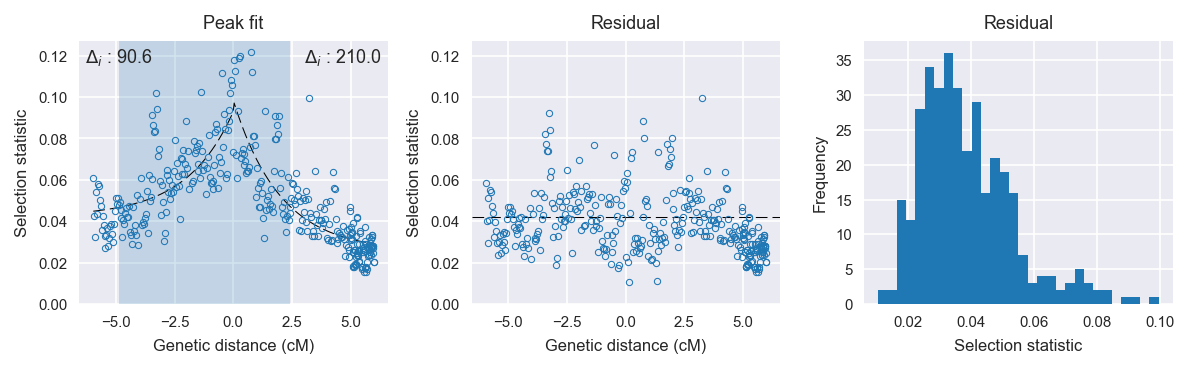 Peak fit
Δi : 90.6
Δi : 210.0
Selection statistic
0.12
0.10
0.08
0.06
0.04
0.02
0.00
−5.0 −2.5 0.0 2.5 5.0
Genetic distance (cM)
Residual
Selection statistic
0.12
0.10
0.08
0.06
0.04
0.02
0.00
−5.0 −2.5 0.0 2.5 5.0
Genetic distance (cM)
Residual
Frequency
35
30
25
20
15
10
5
0
0.02 0.04 0.06 0.08 0.10
Selection statistic